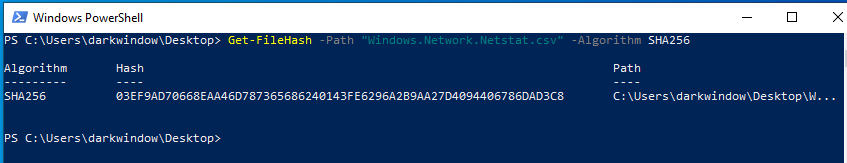 Windows PowerShell
PS C:\Users\darkwindow\Desktop> Get-FileHash -Path "Windows.Network.Netstat.csv" -Algorithm SHA256
Algorithm Hash Path
--------- ---- ----
SHA256 03EF9AD70668EAA46D787365686240143FE6296A2B9AA27D4094406786DAD3C8 C:\Users\darkwindow\Desktop\W...
PS C:\Users\darkwindow\Desktop>